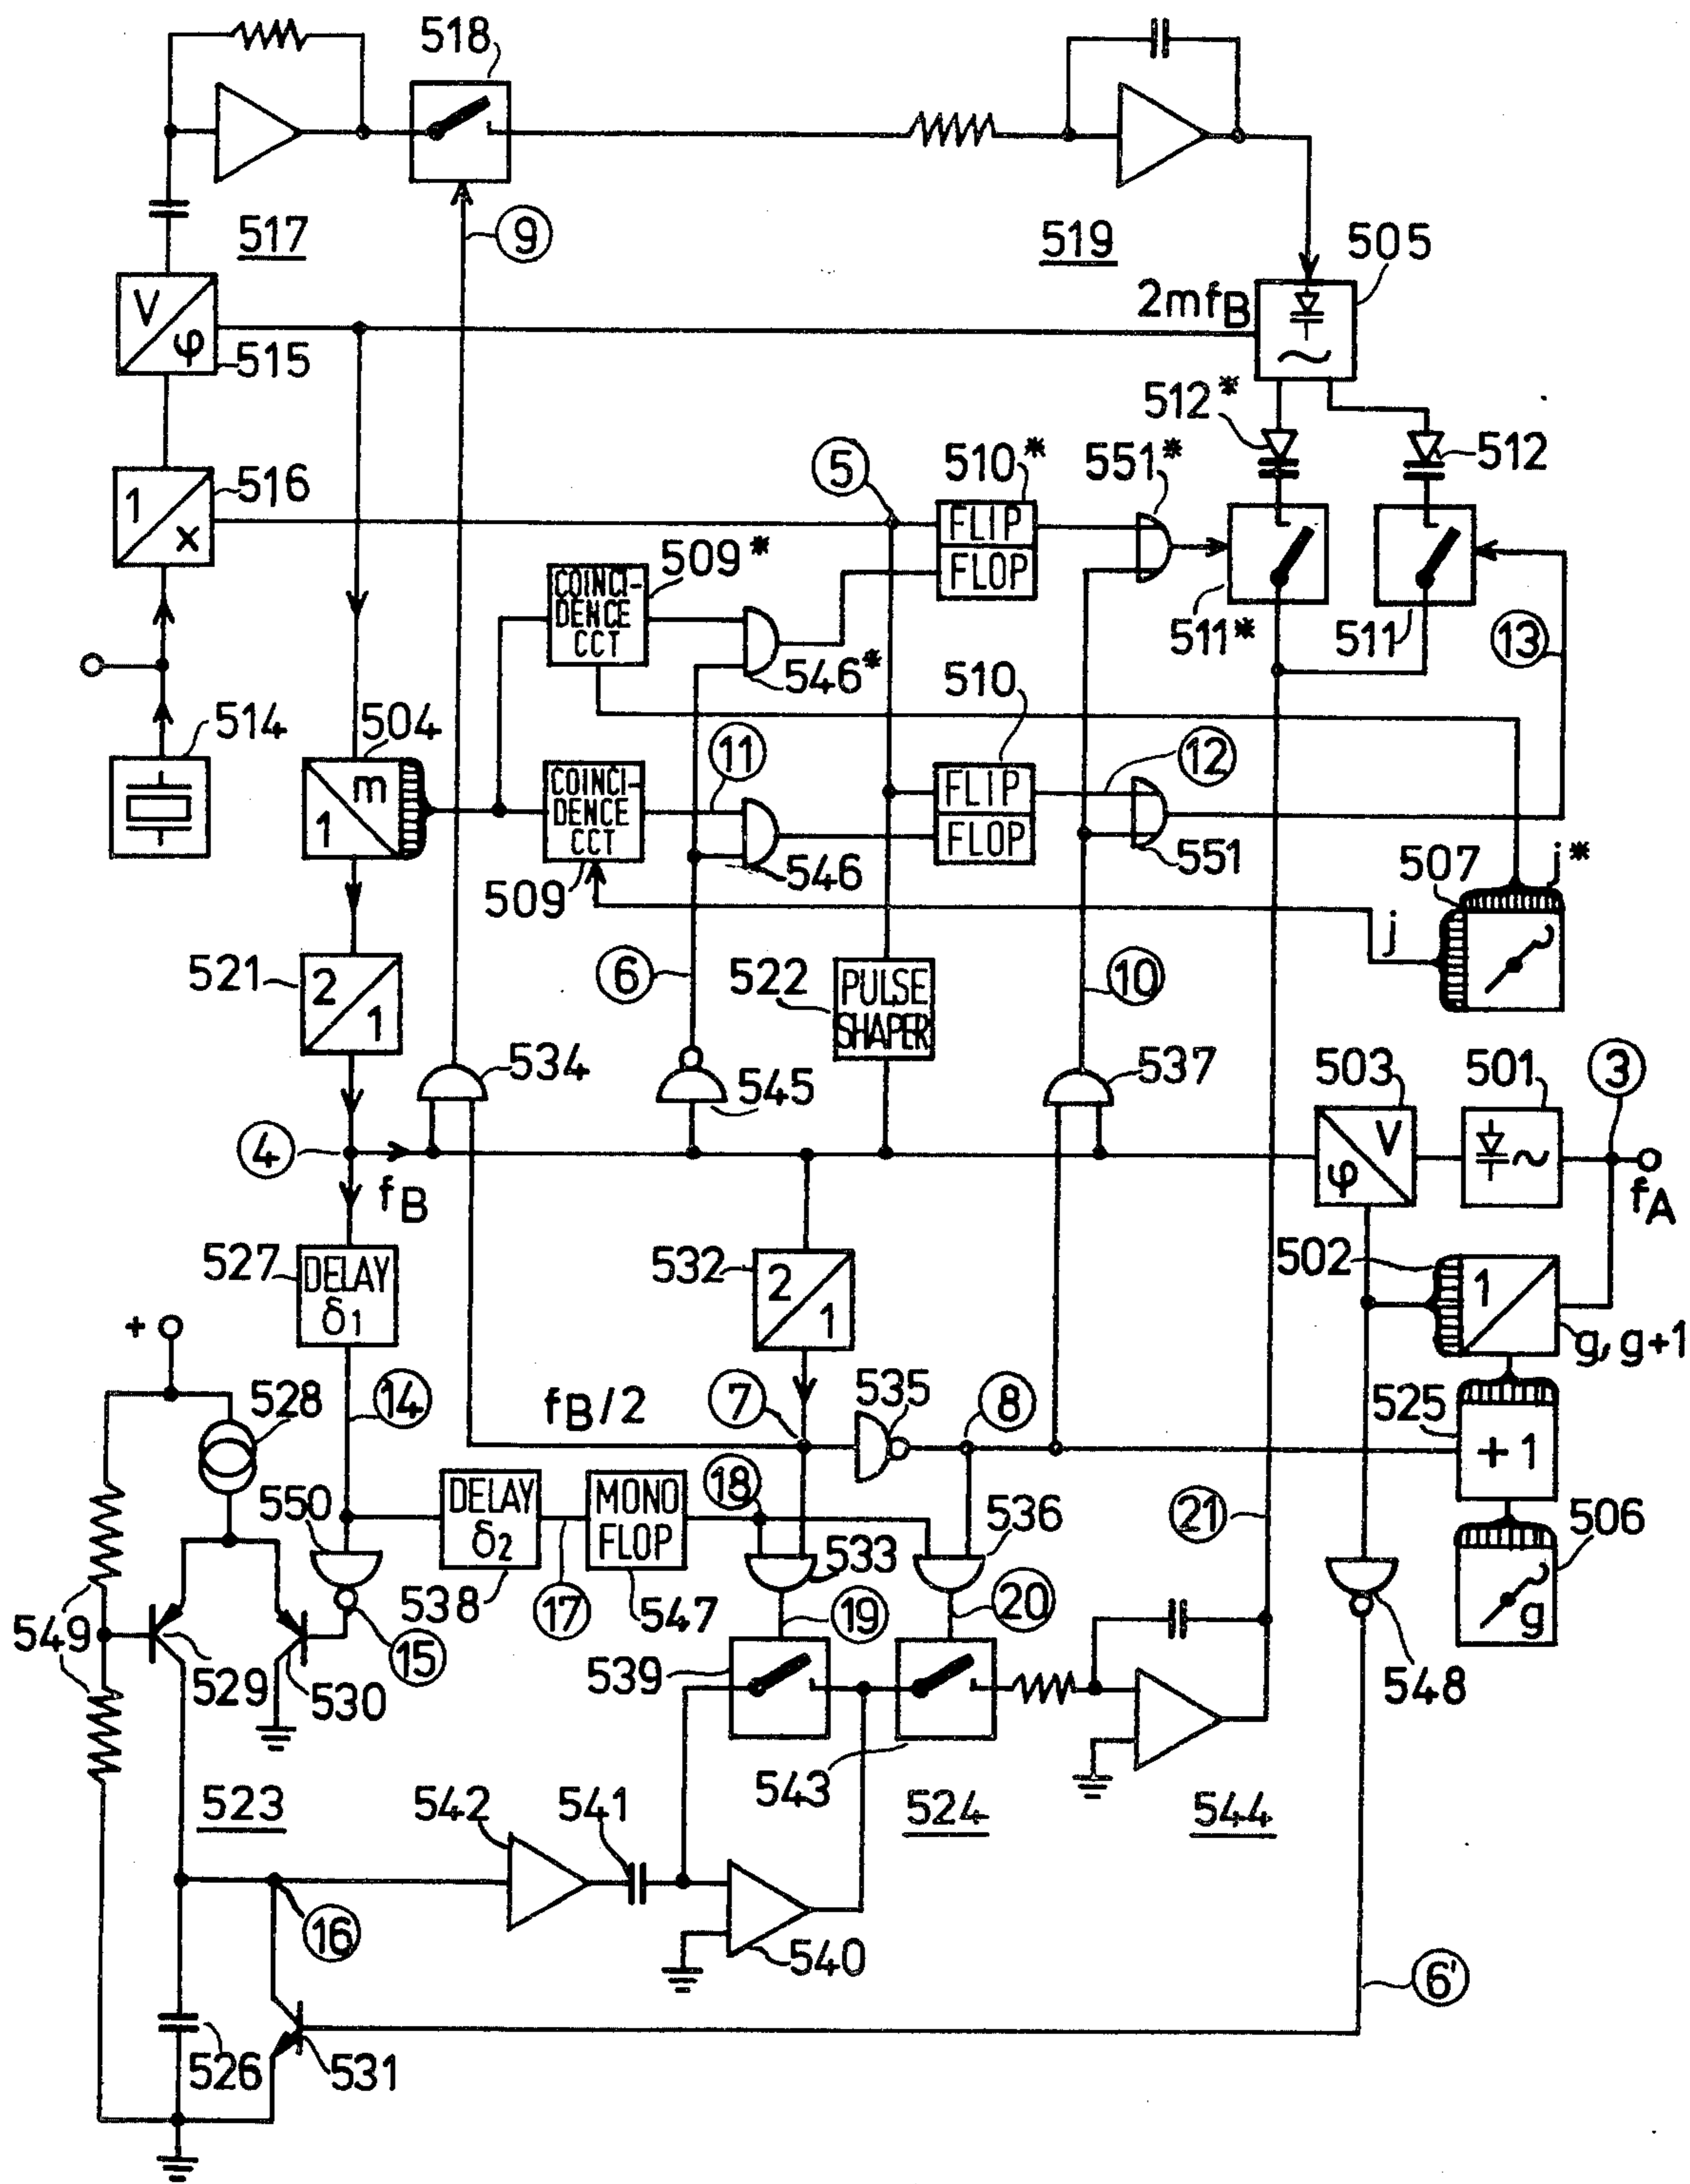 518
517
9
519
505
2mfB
V
φ
515
512*
512
1
x
516
5
510*
551*
FLIP
FLOP
509*
COINCI-
DENCE
CCT
546*
511*
511
13
514
504
m
1
11
510
12
COINCI-
DENCE
CCT
FLIP
FLOP
509
546
551
507
j*
j
521
2
1
6
522
PULSE
SHAPER
10
534
545
537
503
501
3
4
V
φ
~
fA
fB
527
DELAY
δ1
532
2
1
502
1
g, g+1
+
528
14
fB/2
7
535
8
525
+1
550
DELAY
δ2
MONO
FLOP
18
536
21
506
g
538
17
547
533
549
529
530
15
19
20
539
548
543
523
542
541
524
544
16
540
6'
526
531